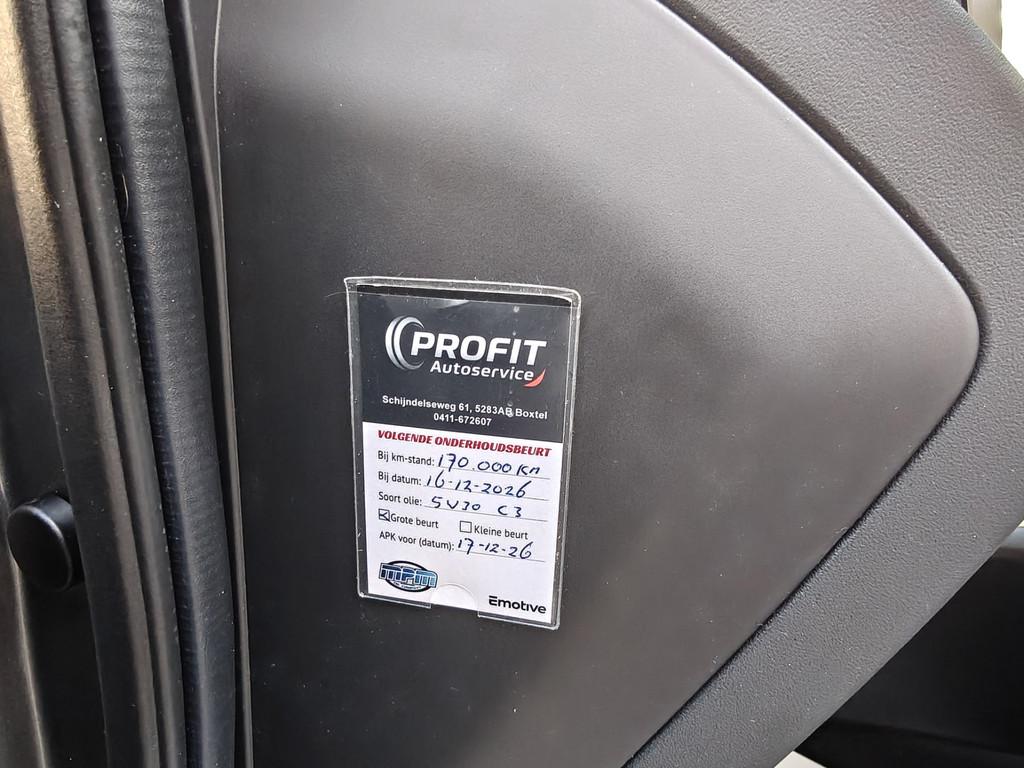 PROFIT
Autoservice
Schijndelseweg 61, 5283AB Boxtel
0411-672607
VOLGENDE ONDERHOUDSBEURT
Bij km-stand: 170.000 KM
Bij datum: 16-12-2026
Soort olie: 5W30 C3
Grote beurt Kleine beurt
APK voor (datum): 17-12-26
mpm
Emotive